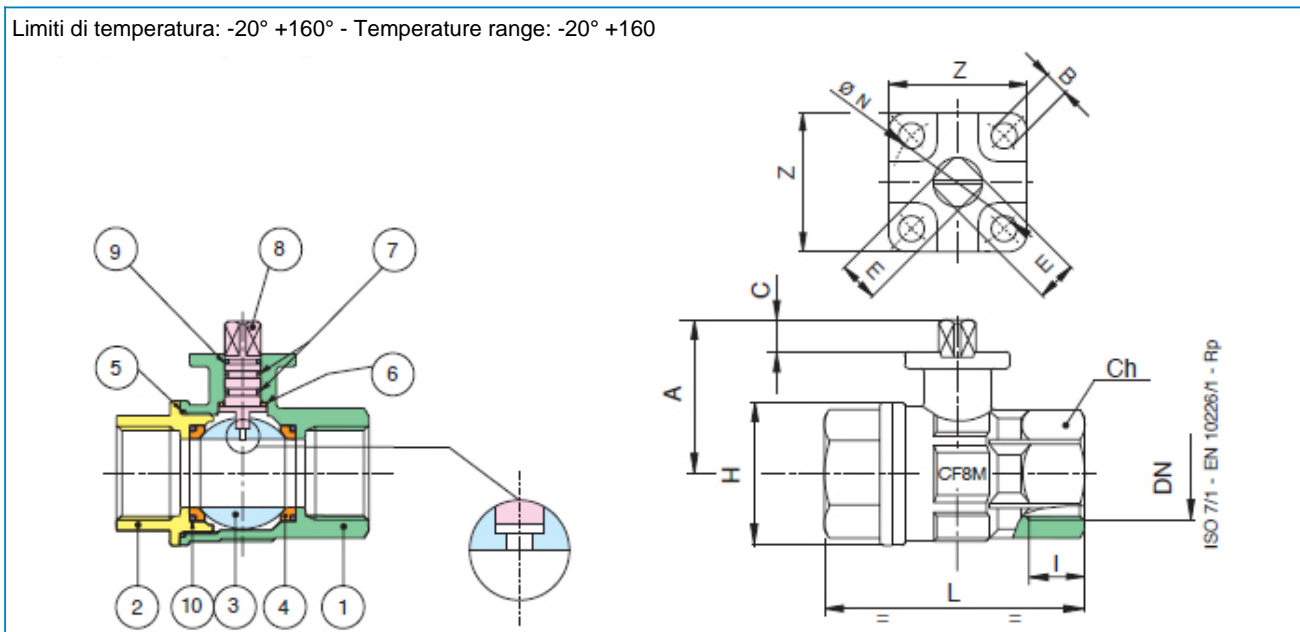 Limiti di temperatura: -20° +160° - Temperature range: -20° +160
Z
B
Ø N
Z
E
E
9
8
7
5
6
2
10
3
4
1
C
A
H
CF8M
Ch
DN
ISO 7/1 - EN 10226/1 - Rp
I
L
=
=